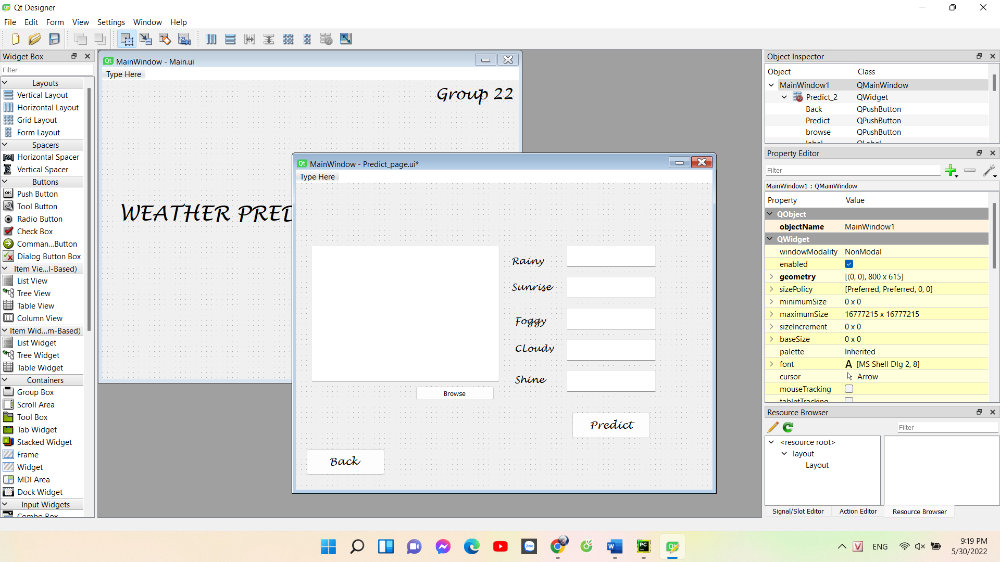 Qt Designer
File Edit Form View Settings Window Help
Widget Box
Filter
Layouts
Vertical Layout
Horizontal Layout
Grid Layout
Form Layout
Spacers
Horizontal Spacer
Vertical Spacer
Buttons
Push Button
Tool Button
Radio Button
Check Box
Comman...Button
Dialog Button Box
Item Vie...l-Based)
List View
Tree View
Table View
Column View
Item Wid...m-Based)
List Widget
Tree Widget
Table Widget
Containers
Group Box
Scroll Area
Tool Box
Tab Widget
Stacked Widget
Frame
Widget
MDI Area
Dock Widget
Input Widgets
Combo Box
MainWindow - Main.ui
Type Here
Group 22
WEATHER PRED
MainWindow - Predict_page.ui*
Type Here
Rainy
Sunrise
Foggy
CLoudy
Shine
Browse
Predict
Back
Object Inspector
Object Class
MainWindow1 QMainWindow
Predict_2 QWidget
Back QPushButton
Predict QPushButton
browse QPushButton
label QLabel
Property Editor
Filter
MainWindow1 : QMainWindow
Property Value
QObject
objectName MainWindow1
QWidget
windowModality NonModal
enabled
geometry [(0, 0), 800 x 615]
sizePolicy [Preferred, Preferred, 0, 0]
minimumSize 0 x 0
maximumSize 16777215 x 16777215
sizeIncrement 0 x 0
baseSize 0 x 0
palette Inherited
font A [MS Shell Dlg 2, 8]
cursor Arrow
mouseTracking
tabletTracking
Resource Browser
Filter
<resource root>
layout
Layout
Signal/Slot Editor Action Editor Resource Browser
ENG
9:19 PM
5/30/2022